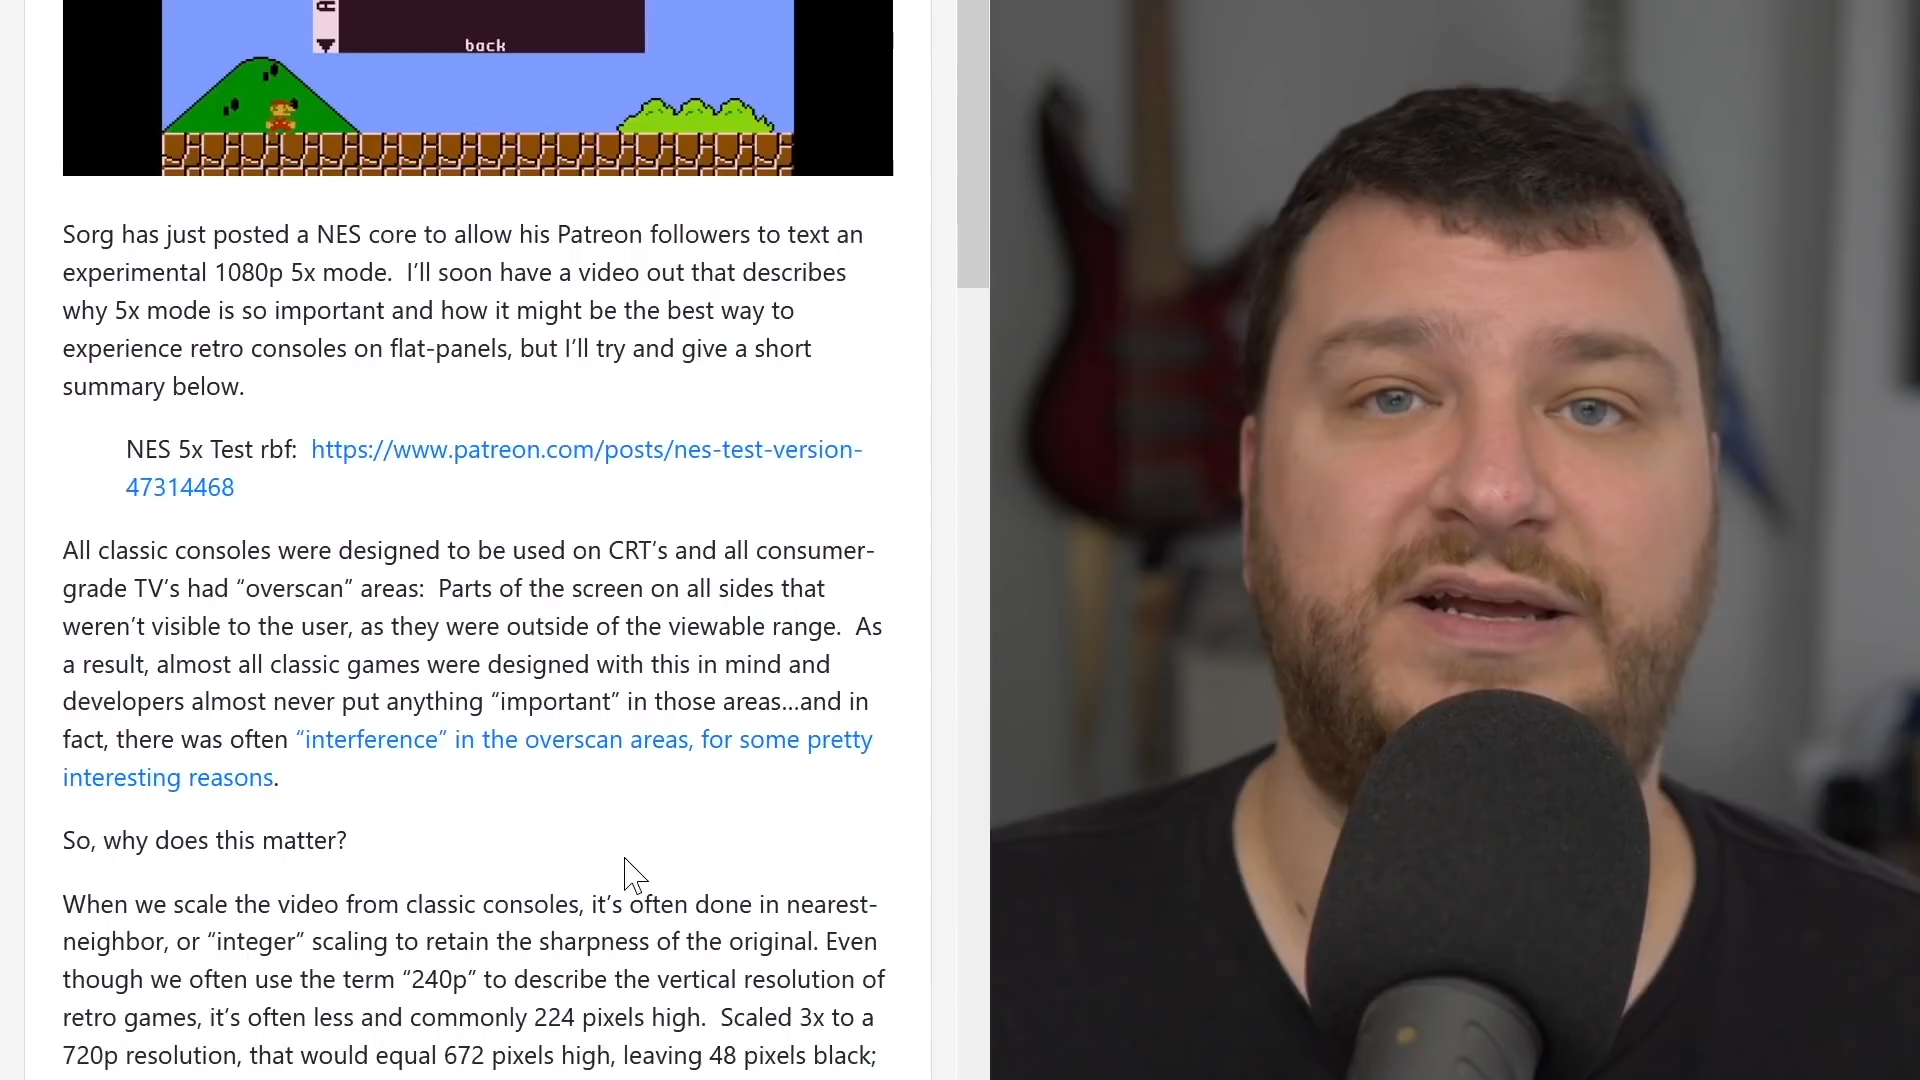 A
back
Sorg has just posted a NES core to allow his Patreon followers to text an
experimental 1080p 5x mode.  I’ll soon have a video out that describes
why 5x mode is so important and how it might be the best way to
experience retro consoles on flat-panels, but I’ll try and give a short
summary below.
NES 5x Test rbf:  https://www.patreon.com/posts/nes-test-version-
47314468
All classic consoles were designed to be used on CRT’s and all consumer-
grade TV’s had “overscan” areas:  Parts of the screen on all sides that
weren’t visible to the user, as they were outside of the viewable range.  As
a result, almost all classic games were designed with this in mind and
developers almost never put anything “important” in those areas…and in
fact, there was often “interference” in the overscan areas, for some pretty
interesting reasons.
So, why does this matter?
When we scale the video from classic consoles, it’s often done in nearest-
neighbor, or “integer” scaling to retain the sharpness of the original. Even
though we often use the term “240p” to describe the vertical resolution of
retro games, it’s often less and commonly 224 pixels high.  Scaled 3x to a
720p resolution, that would equal 672 pixels high, leaving 48 pixels black;